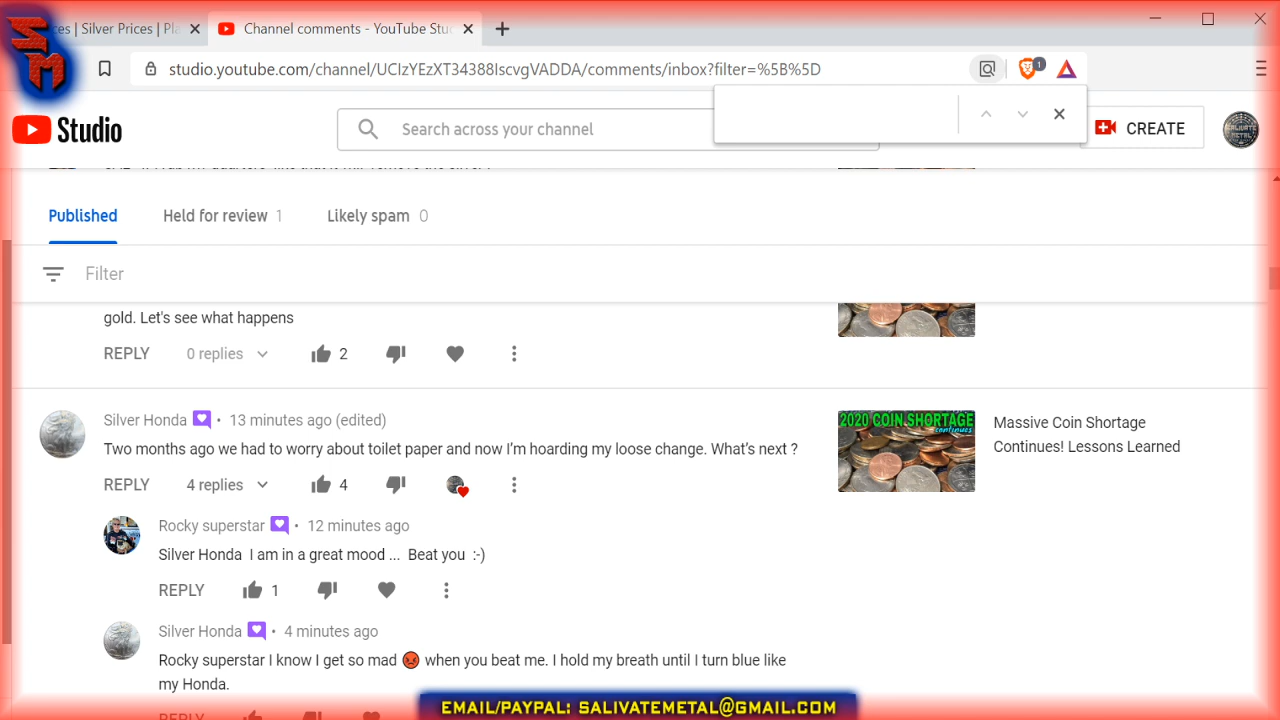 SM
ces | Silver Prices | Pla
Channel comments - YouTube Stu
studio.youtube.com/channel/UCIzYEzXT34388IscvgVADDA/comments/inbox?filter=%5B%5D
1
Studio
Search across your channel
CREATE
Published
Held for review 1
Likely spam 0
Filter
gold. Let's see what happens
REPLY 0 replies 2
Silver Honda • 13 minutes ago (edited)
Two months ago we had to worry about toilet paper and now I'm hoarding my loose change. What's next ?
REPLY 4 replies 4
2020 COIN SHORTAGE
continues
Massive Coin Shortage
Continues! Lessons Learned
Rocky superstar • 12 minutes ago
Silver Honda I am in a great mood ... Beat you :-)
REPLY 1
Silver Honda • 4 minutes ago
Rocky superstar I know I get so mad 😡 when you beat me. I hold my breath until I turn blue like
my Honda.
REPLY
EMAIL/PAYPAL: SALIVATEMETAL@GMAIL.COM